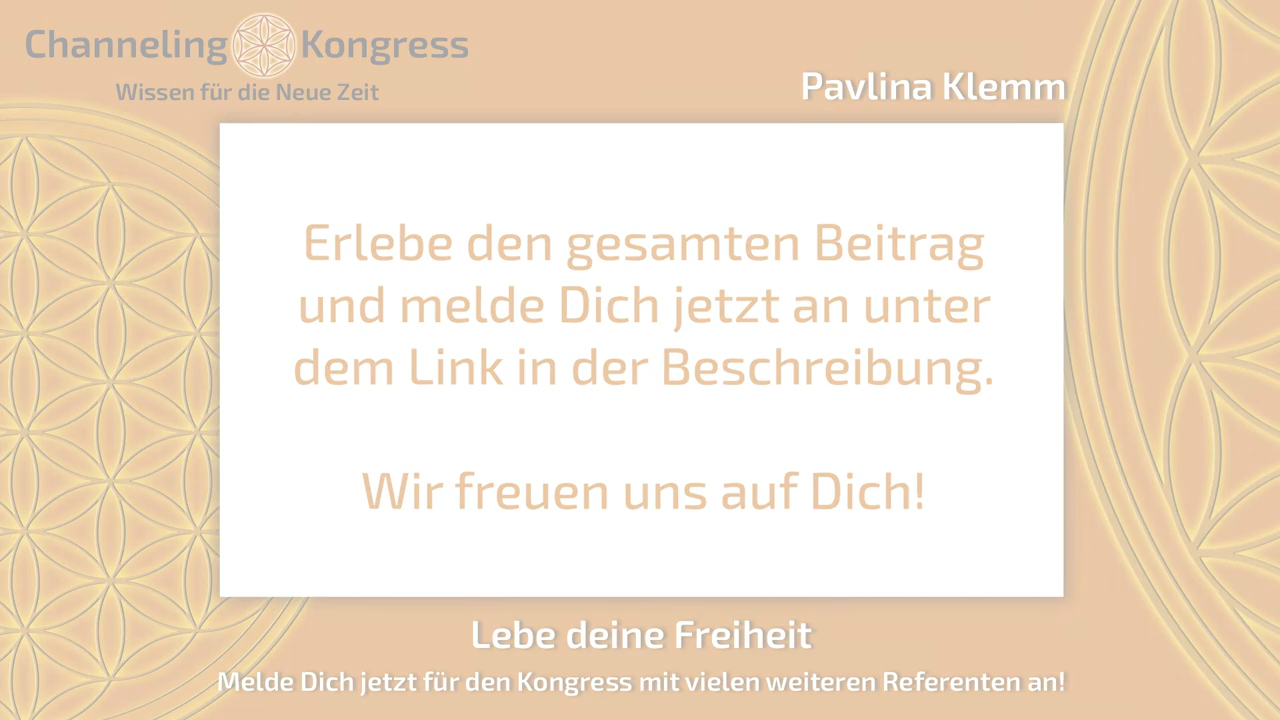 Channeling Kongress
Wissen für die Neue Zeit
Pavlina Klemm
Erlebe den gesamten Beitrag
und melde Dich jetzt an unter
dem Link in der Beschreibung.
Wir freuen uns auf Dich!
Lebe deine Freiheit
Melde Dich jetzt für den Kongress mit vielen weiteren Referenten an!